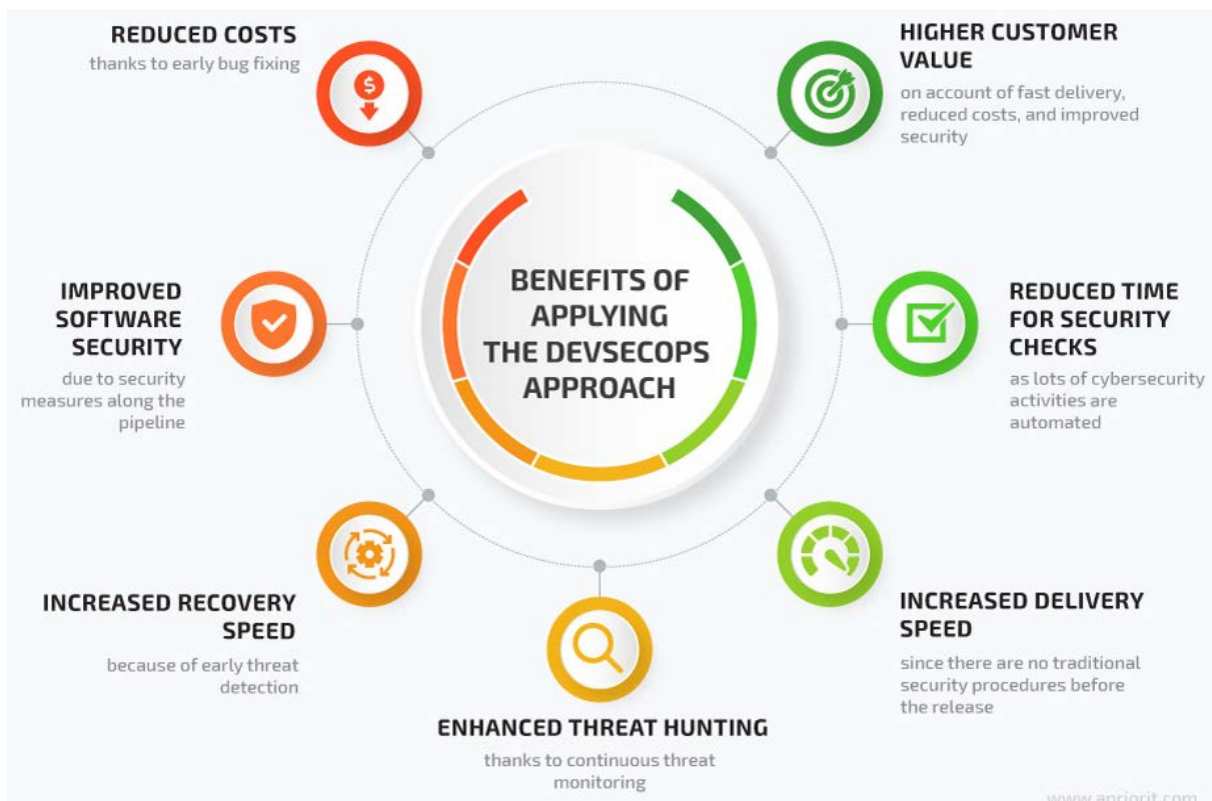 REDUCED COSTS
thanks to early bug fixing
HIGHER CUSTOMER
VALUE
on account of fast delivery,
reduced costs, and improved
security
$
BENEFITS OF
APPLYING
THE DEVSECOPS
APPROACH
IMPROVED
SOFTWARE
SECURITY
due to security
measures along the
pipeline
REDUCED TIME
FOR SECURITY
CHECKS
as lots of cybersecurity
activities are
automated
INCREASED RECOVERY
SPEED
because of early threat
detection
INCREASED DELIVERY
SPEED
since there are no traditional
security procedures before
the release
ENHANCED THREAT HUNTING
thanks to continuous threat
monitoring
www.apriorit.com